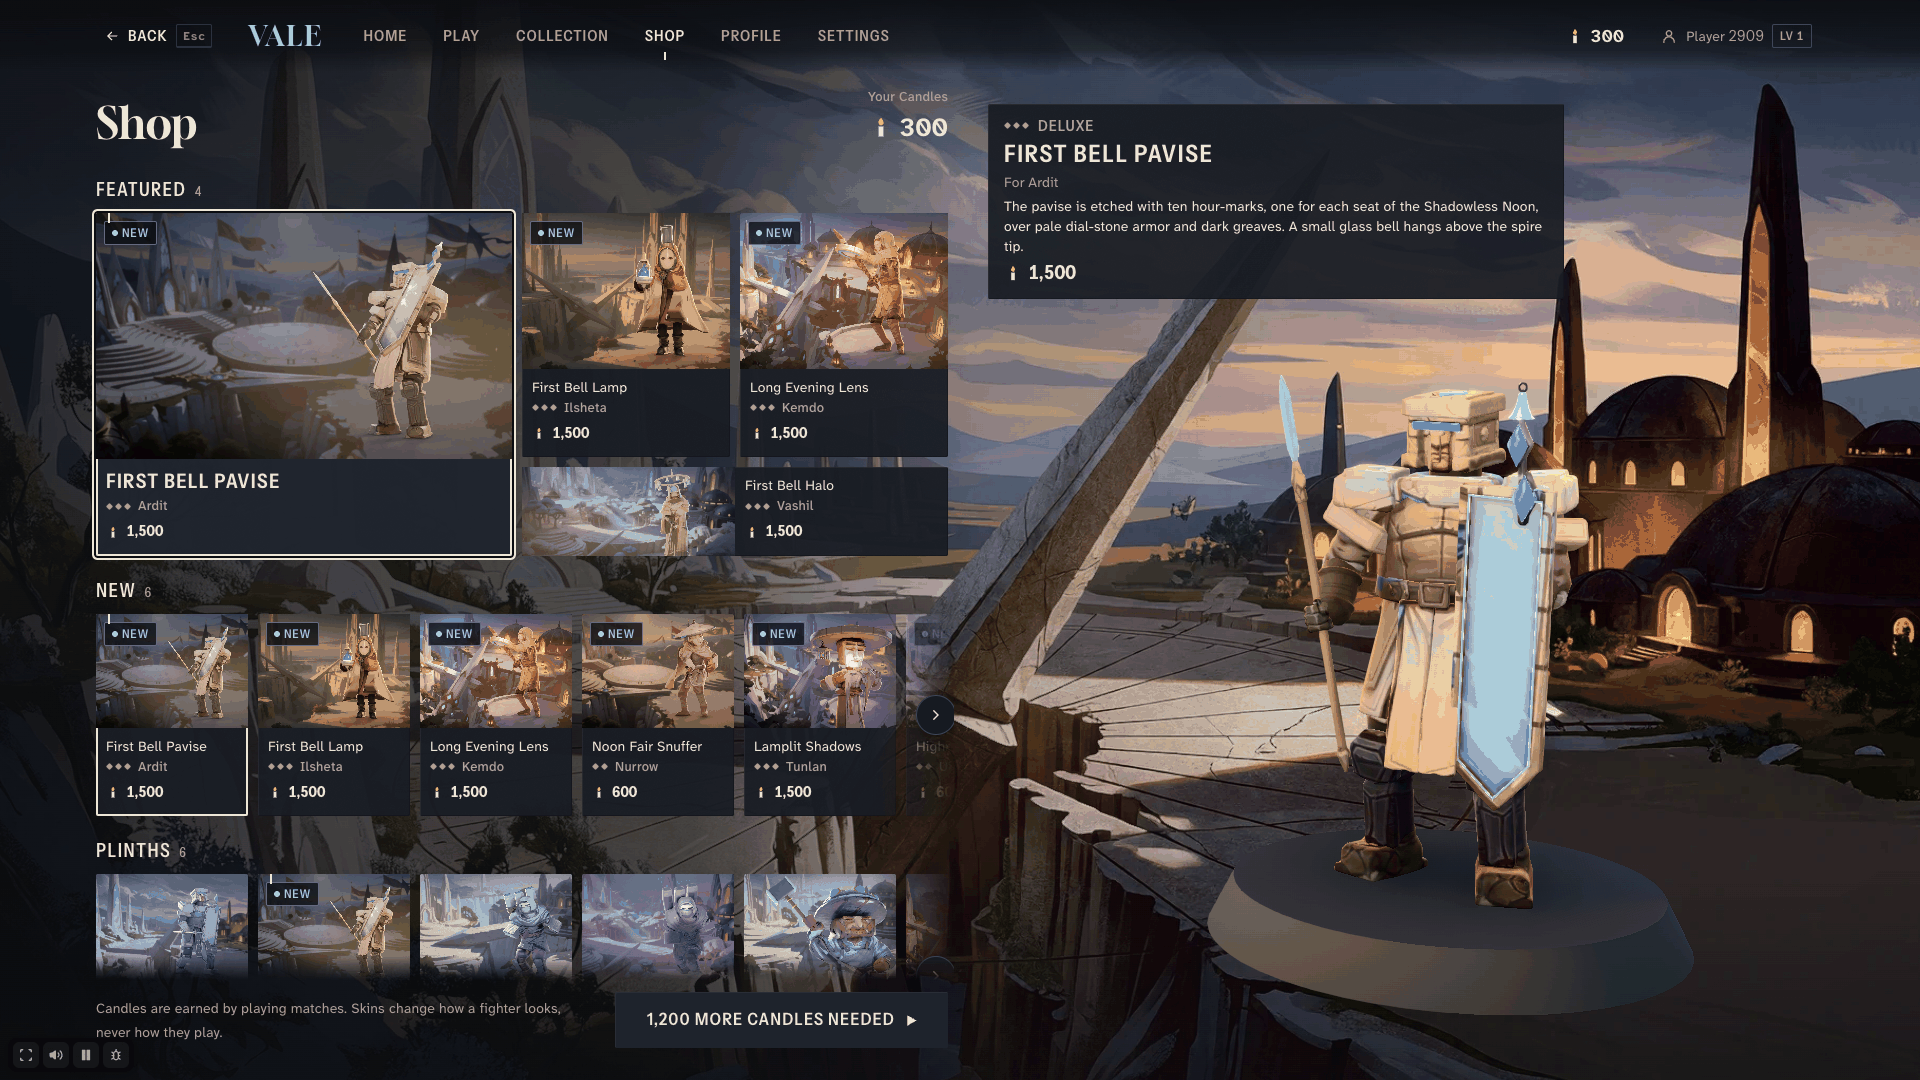 ← BACK Esc VALE HOME PLAY COLLECTION SHOP PROFILE SETTINGS 300 Player 2909 LV 1
Shop
Your Candles
300
FEATURED 4
NEW
FIRST BELL PAVISE
Ardit
1,500
NEW
First Bell Lamp
Ilsheta
1,500
NEW
Long Evening Lens
Kemdo
1,500
First Bell Halo
Vashil
1,500
NEW 6
NEW
First Bell Pavise
Ardit
1,500
NEW
First Bell Lamp
Ilsheta
1,500
NEW
Long Evening Lens
Kemdo
1,500
NEW
Noon Fair Snuffer
Nurrow
600
NEW
Lamplit Shadows
Tunlan
1,500
PLINTHS 6
NEW
Candles are earned by playing matches. Skins change how a fighter looks,
never how they play.
1,200 MORE CANDLES NEEDED ▶
DELUXE
FIRST BELL PAVISE
For Ardit
The pavise is etched with ten hour-marks, one for each seat of the Shadowless Noon,
over pale dial-stone armor and dark greaves. A small glass bell hangs above the spire
tip.
1,500